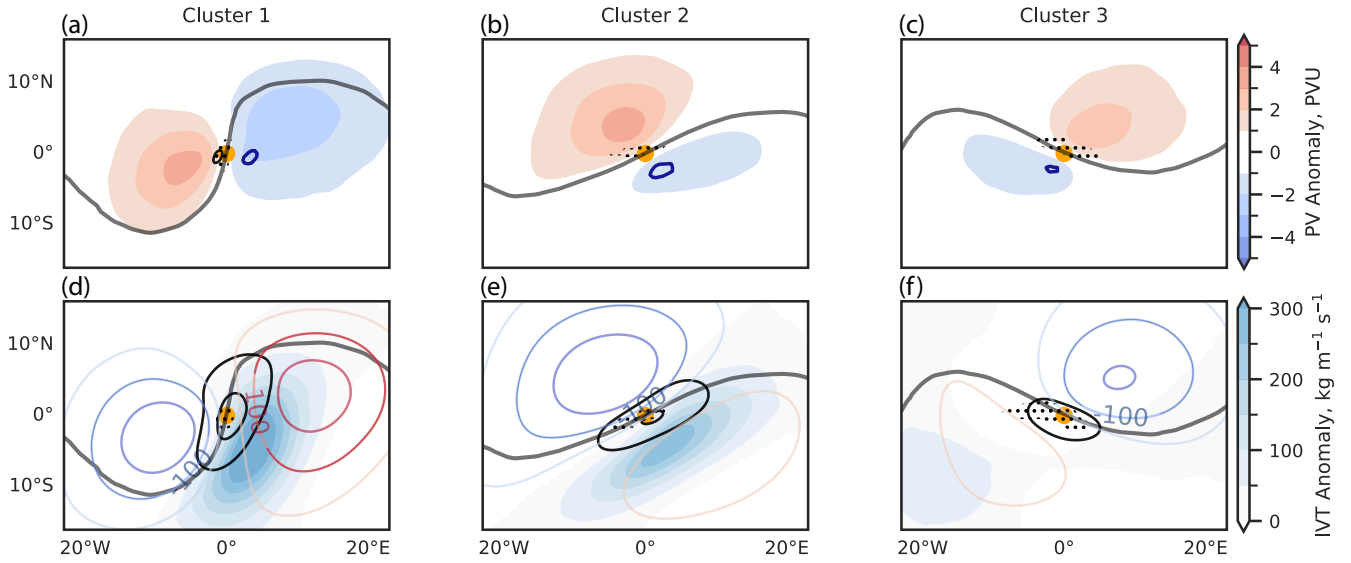 Cluster 1
Cluster 2
Cluster 3
(a)
(b)
(c)
10°N
0°
10°S
4
2
0
−2
−4
PV Anomaly, PVU
(d)
(e)
(f)
10°N
0°
10°S
100
-100
-100
-100
300
200
100
0
IVT Anomaly, kg m⁻¹ s⁻¹
20°W
0°
20°E
20°W
0°
20°E
20°W
0°
20°E